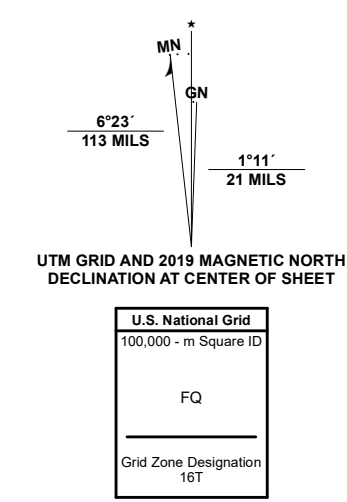 ★
MN
GN
6°23´
113 MILS
1°11´
21 MILS
UTM GRID AND 2019 MAGNETIC NORTH
DECLINATION AT CENTER OF SHEET
U.S. National Grid
100,000 - m Square ID
FQ
Grid Zone Designation
16T